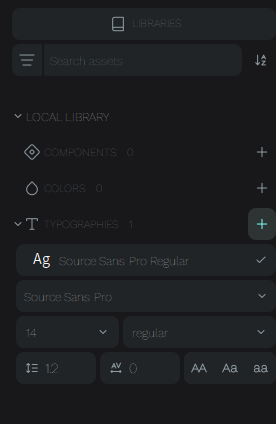 LIBRARIES
Search assets
LOCAL LIBRARY
COMPONENTS 0
COLORS 0
TYPOGRAPHIES 1
Ag Source Sans Pro Regular
Source Sans Pro
14 regular
1.2 0 AA Aa aa